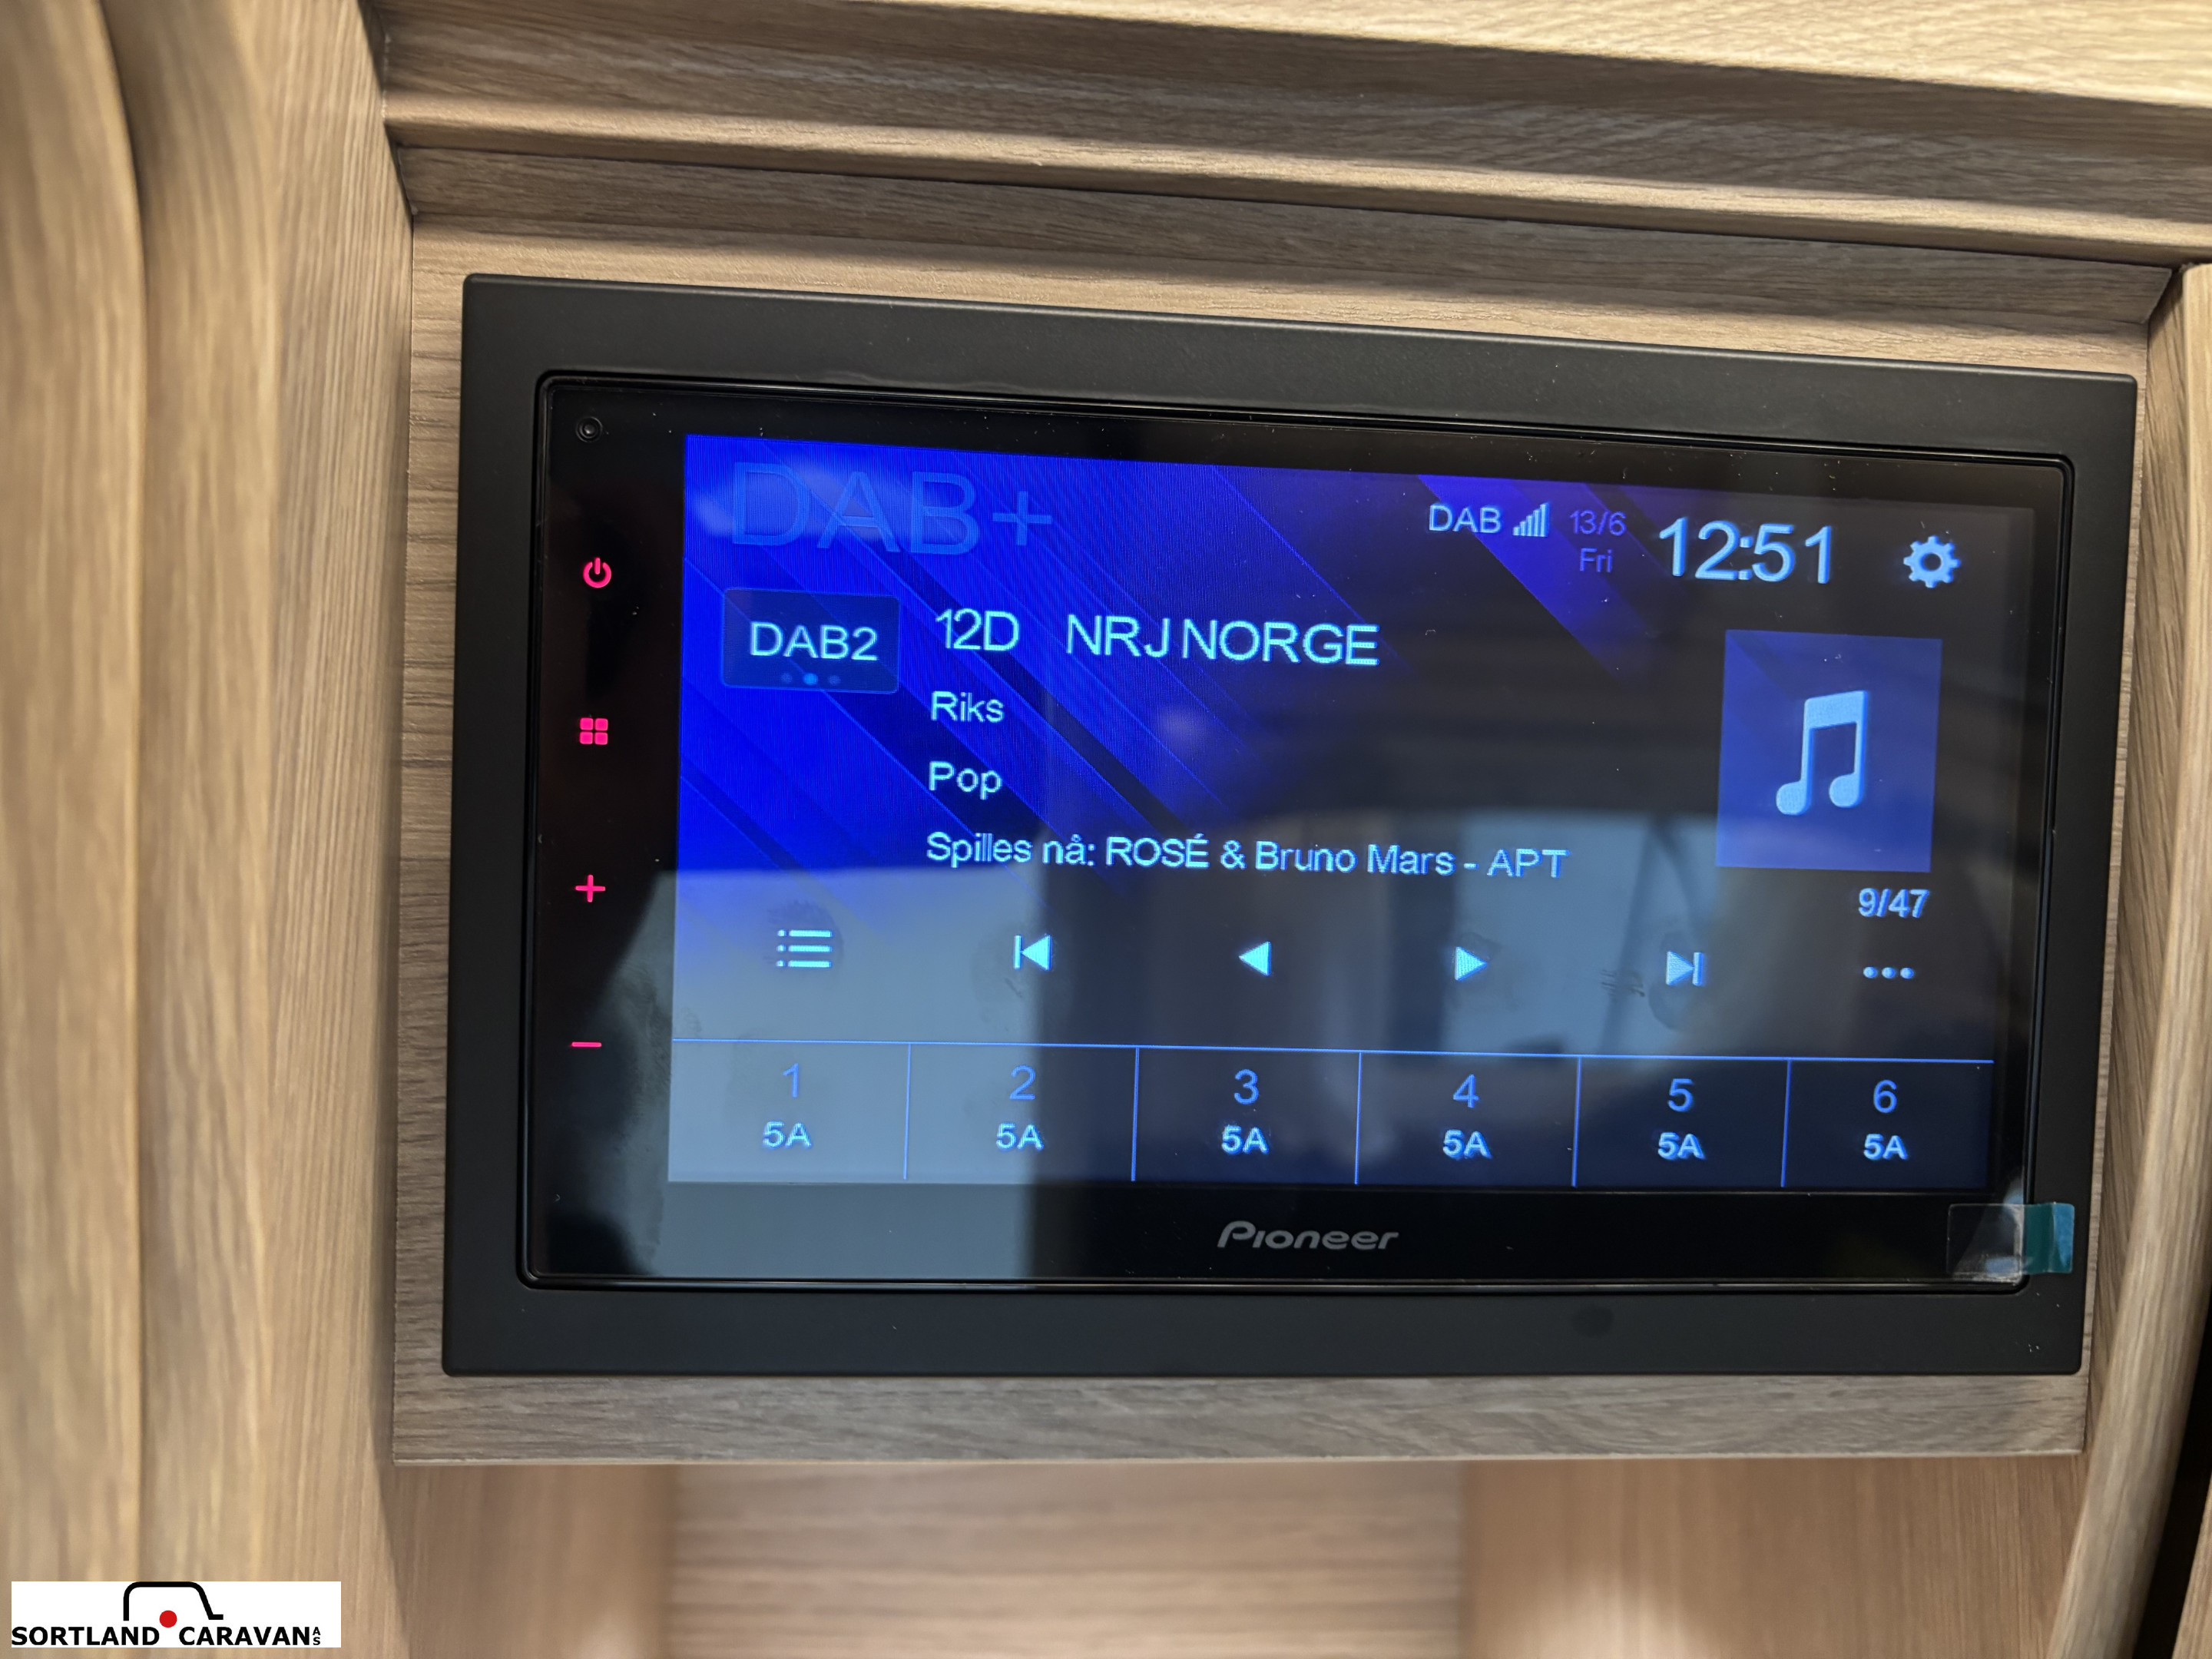 DAB+
DAB 13/6 Fri 12:51
DAB2 12D NRJ NORGE
Riks
Pop
Spilles nå: ROSÉ & Bruno Mars - APT
9/47
1 2 3 4 5 6
5A 5A 5A 5A 5A 5A
Pioneer
SORTLAND CARAVAN AS